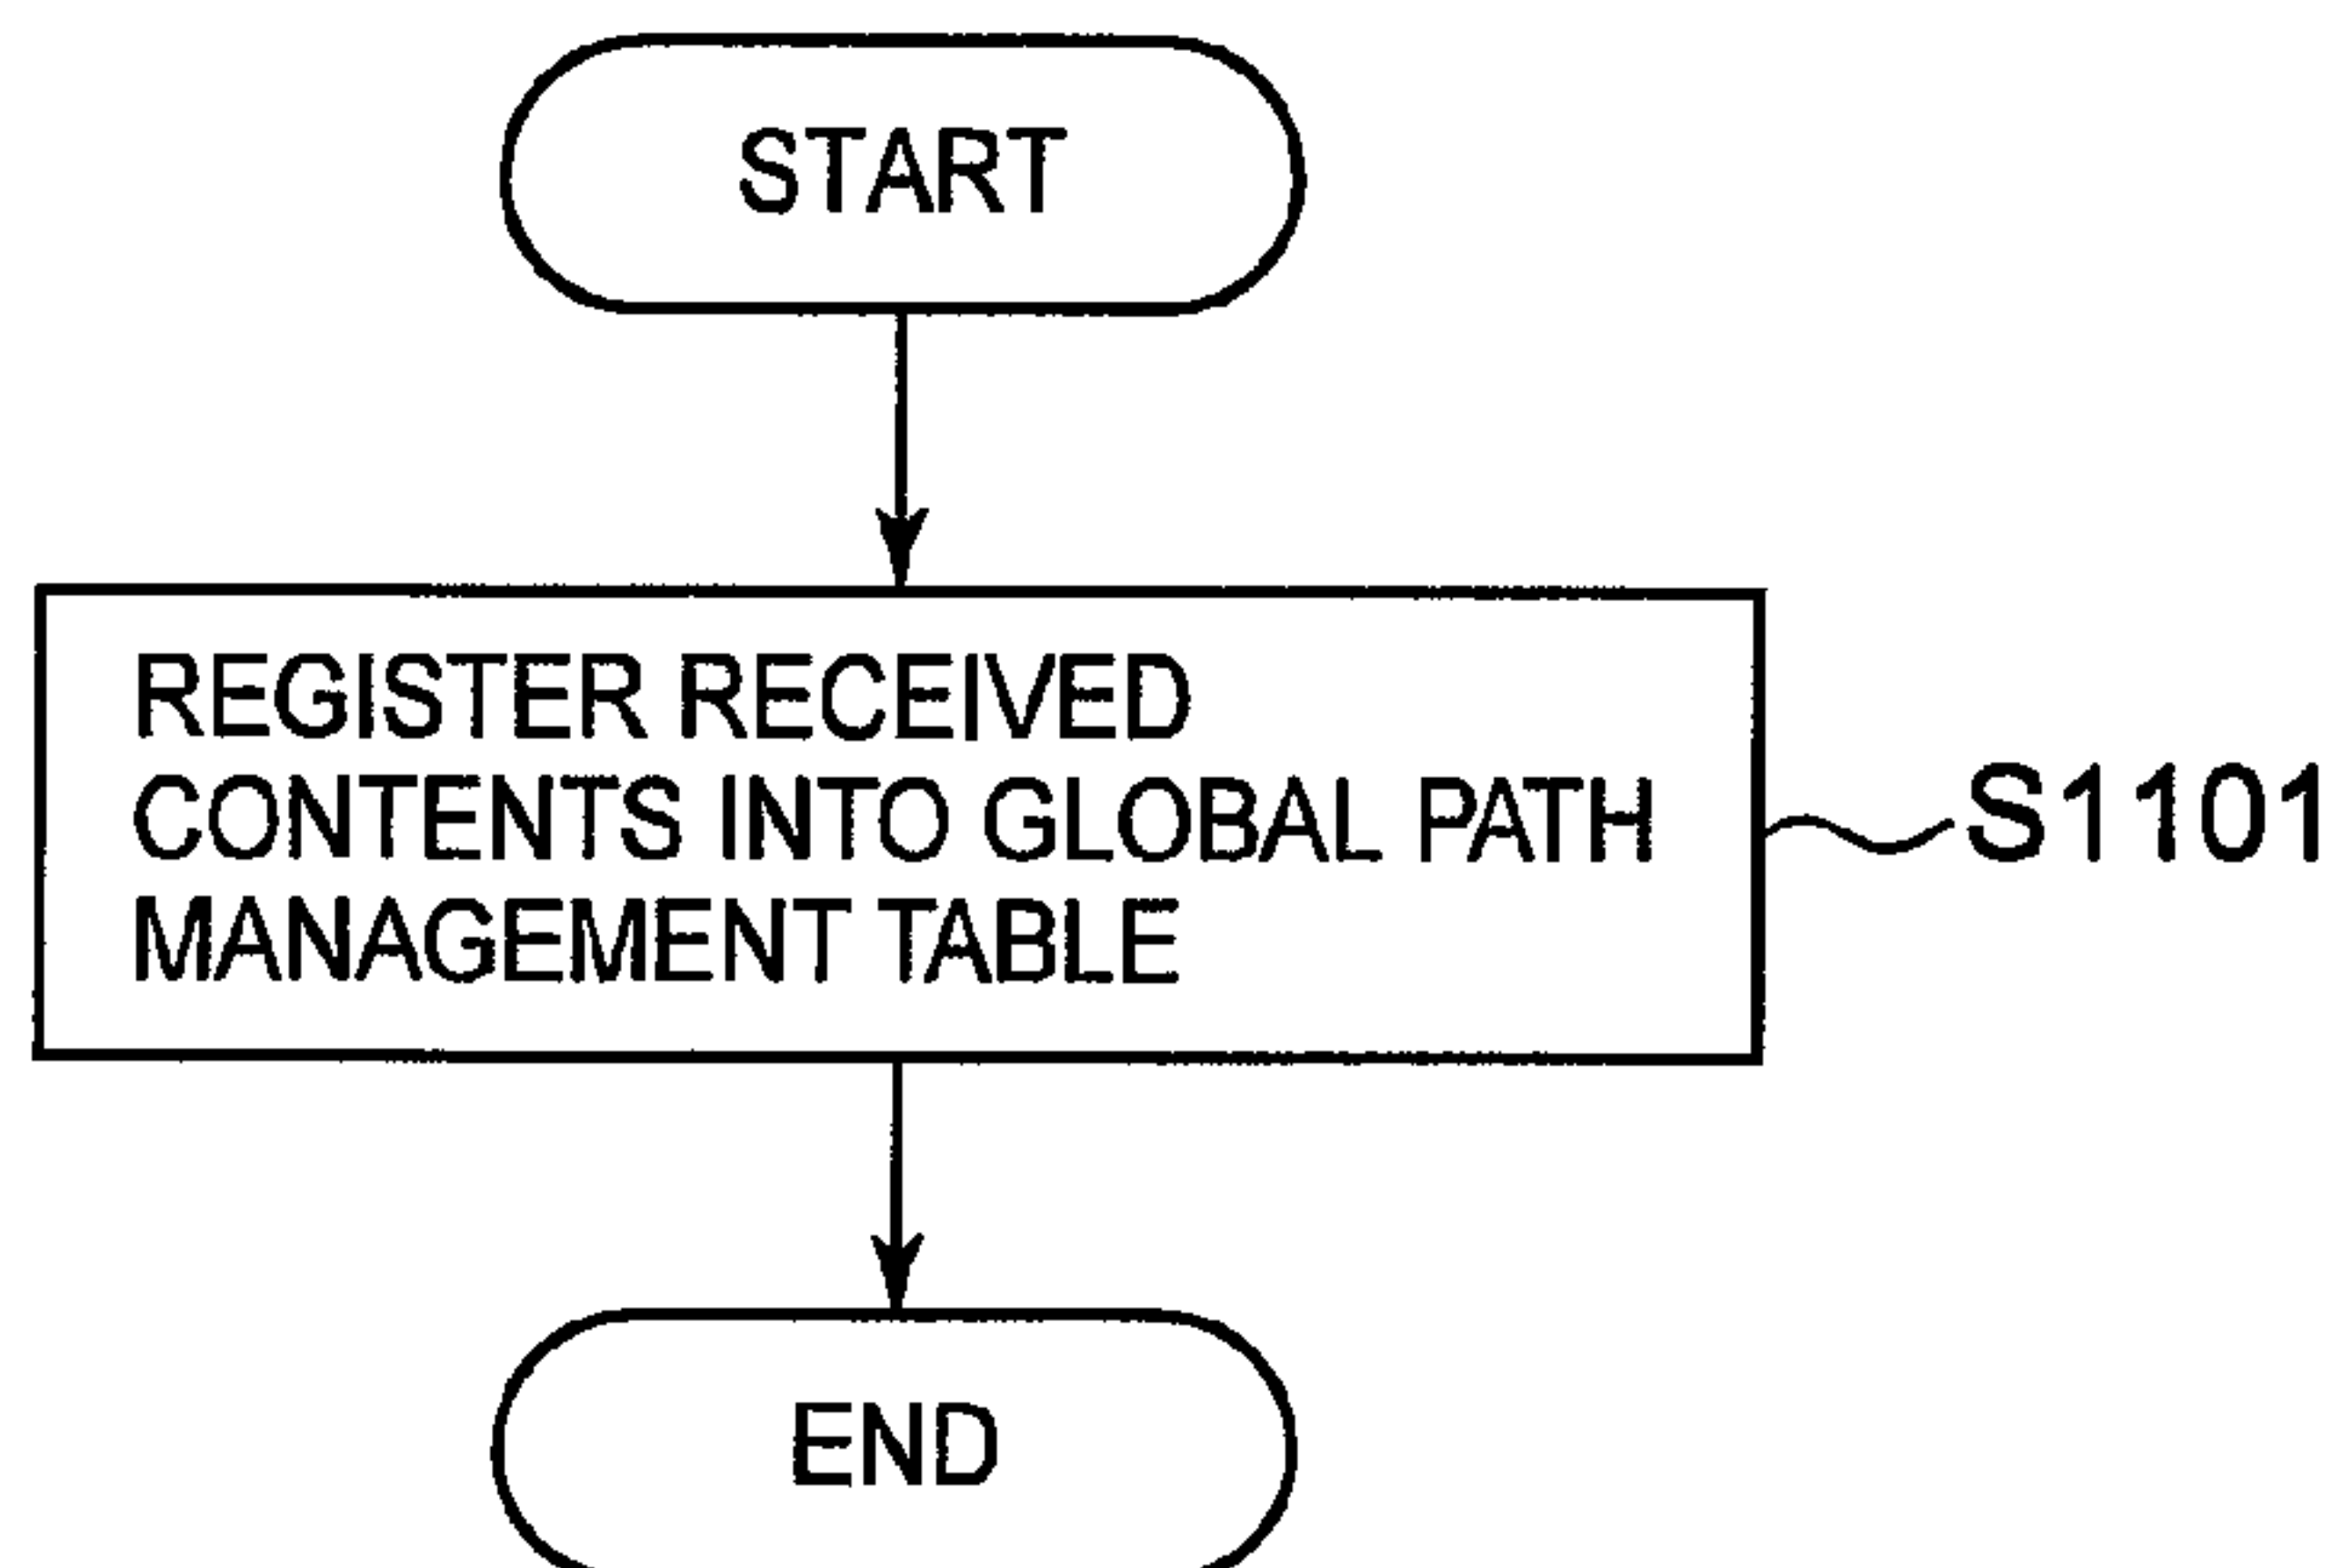 START
REGISTER RECEIVED
CONTENTS INTO GLOBAL PATH
MANAGEMENT TABLE
S1101
END